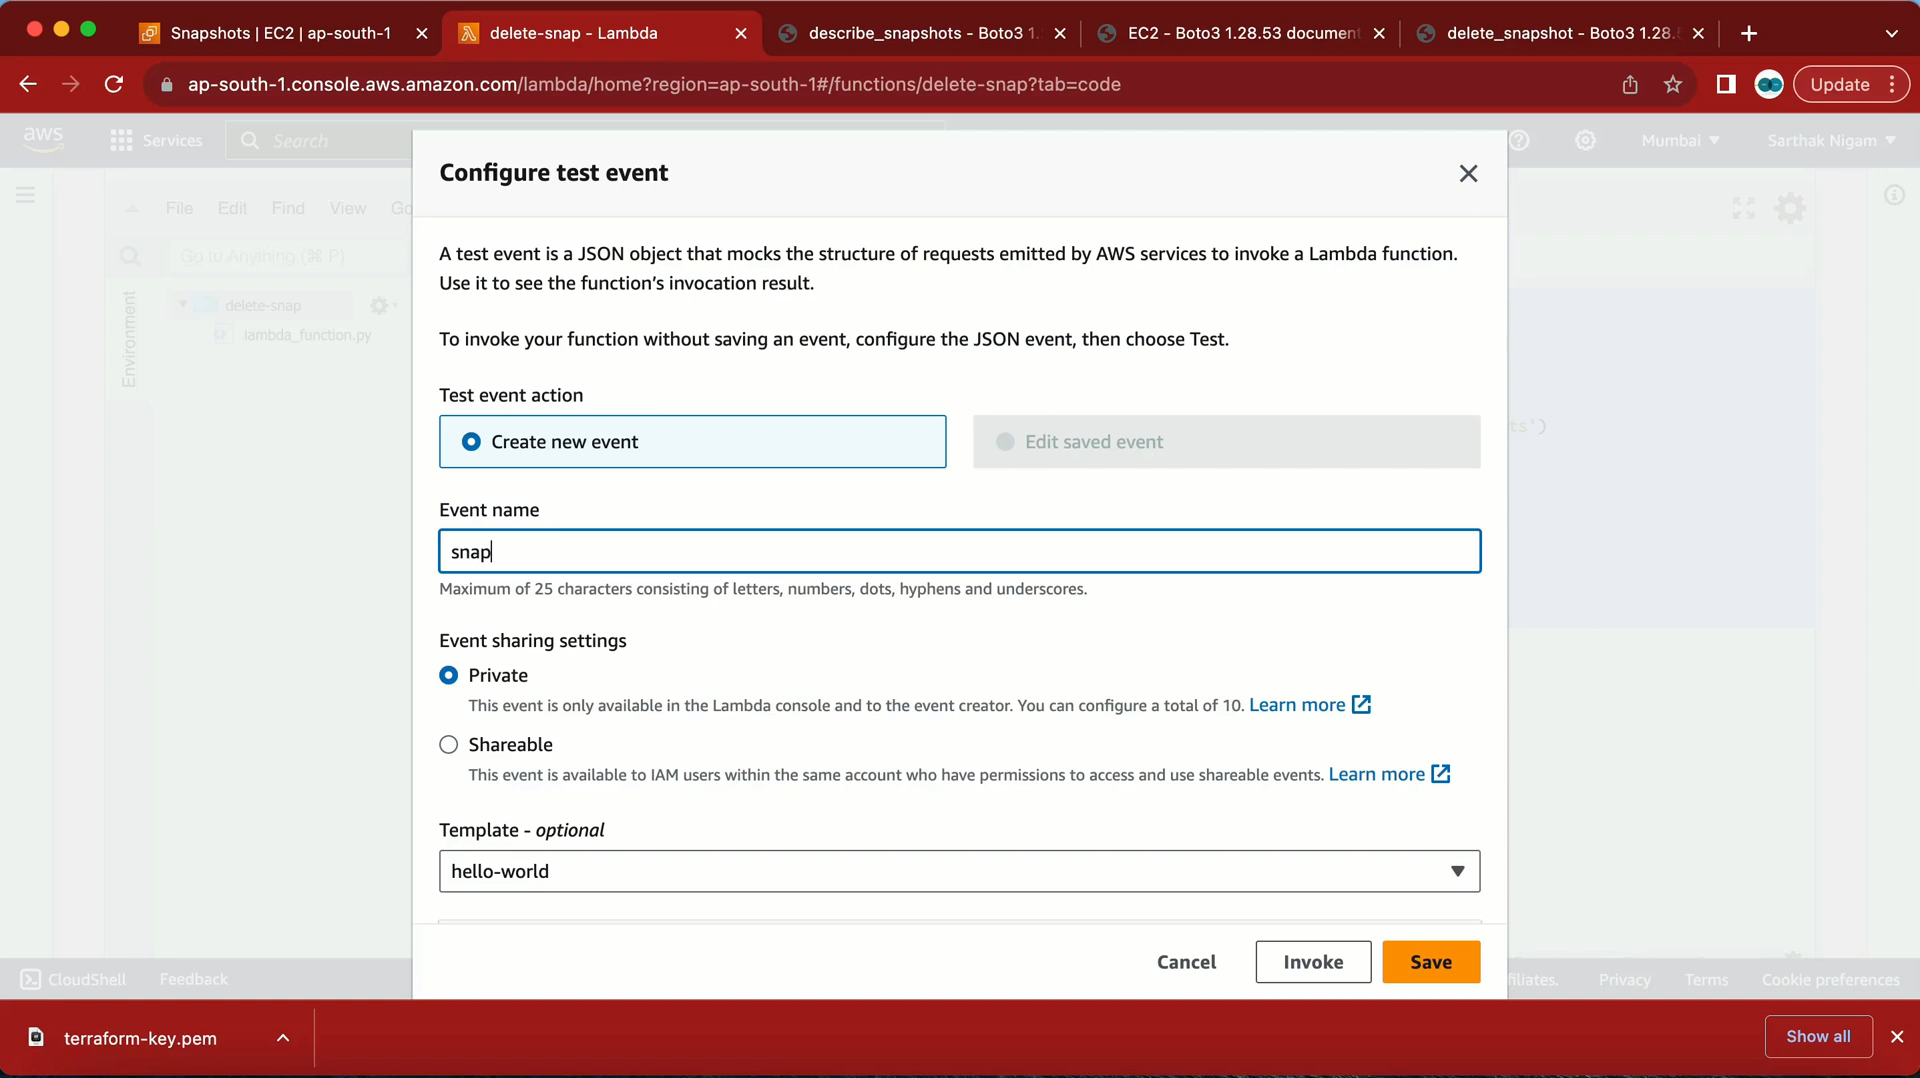 Snapshots | EC2 | ap-south-1
delete-snap - Lambda
describe_snapshots - Boto3 1.
EC2 - Boto3 1.28.53 document
delete_snapshot - Boto3 1.28.5
ap-south-1.console.aws.amazon.com/lambda/home?region=ap-south-1#/functions/delete-snap?tab=code
Update
aws
Services
Search
Mumbai
Sarthak Nigam
File Edit Find View Go
Go to Anything (⌘ P)
Environment
delete-snap
lambda_function.py
ts')
Configure test event
A test event is a JSON object that mocks the structure of requests emitted by AWS services to invoke a Lambda function.
Use it to see the function's invocation result.
To invoke your function without saving an event, configure the JSON event, then choose Test.
Test event action
Create new event
Edit saved event
Event name
snap
Maximum of 25 characters consisting of letters, numbers, dots, hyphens and underscores.
Event sharing settings
Private
This event is only available in the Lambda console and to the event creator. You can configure a total of 10. Learn more
Shareable
This event is available to IAM users within the same account who have permissions to access and use shareable events. Learn more
Template - optional
hello-world
Cancel
Invoke
Save
CloudShell
Feedback
filiates.
Privacy
Terms
Cookie preferences
terraform-key.pem
Show all